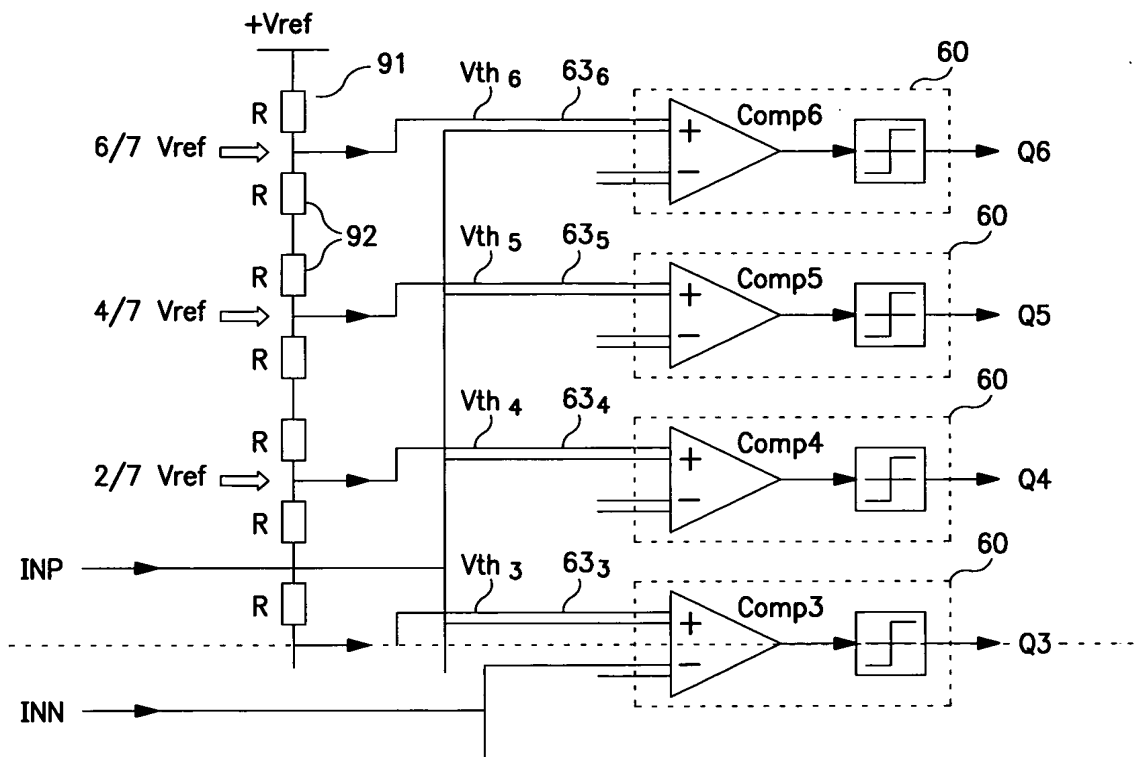 +Vref
91
R
6/7 Vref
R
92
R
4/7 Vref
R
R
2/7 Vref
R
INP
R
INN
Vth 6
63 6
60
Comp6
+
−
Q6
Vth 5
63 5
60
Comp5
+
−
Q5
Vth 4
63 4
60
Comp4
+
−
Q4
Vth 3
63 3
60
Comp3
+
−
Q3